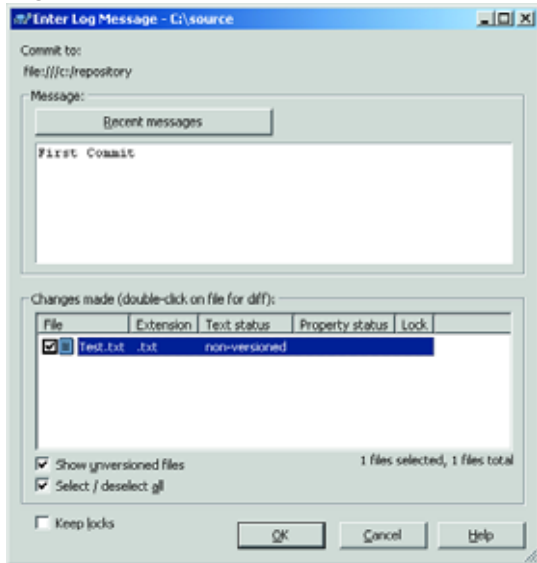 Enter Log Message - C:\source
Commit to:
file:///c:/repository
Message:
Recent messages
First Commit
Changes made (double-click on file for diff):
File Extension Text status Property status Lock
Test.txt .txt non-versioned
Show unversioned files
1 files selected, 1 files total
Select / deselect all
Keep locks
OK Cancel Help